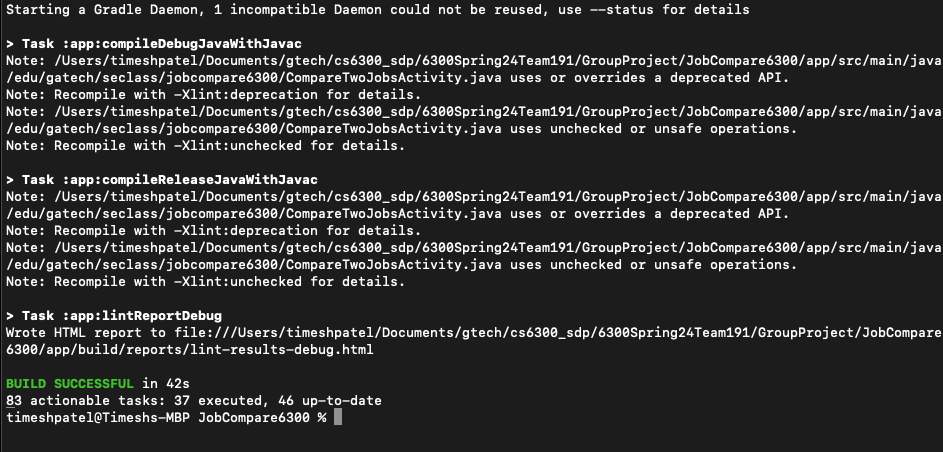 Starting a Gradle Daemon, 1 incompatible Daemon could not be reused, use --status for details
> Task :app:compileDebugJavaWithJavac
Note: /Users/timeshpatel/Documents/gtech/cs6300_sdp/6300Spring24Team191/GroupProject/JobCompare6300/app/src/main/java
/edu/gatech/seclass/jobcompare6300/CompareTwoJobsActivity.java uses or overrides a deprecated API.
Note: Recompile with -Xlint:deprecation for details.
Note: /Users/timeshpatel/Documents/gtech/cs6300_sdp/6300Spring24Team191/GroupProject/JobCompare6300/app/src/main/java
/edu/gatech/seclass/jobcompare6300/CompareTwoJobsActivity.java uses unchecked or unsafe operations.
Note: Recompile with -Xlint:unchecked for details.
> Task :app:compileReleaseJavaWithJavac
Note: /Users/timeshpatel/Documents/gtech/cs6300_sdp/6300Spring24Team191/GroupProject/JobCompare6300/app/src/main/java
/edu/gatech/seclass/jobcompare6300/CompareTwoJobsActivity.java uses or overrides a deprecated API.
Note: Recompile with -Xlint:deprecation for details.
Note: /Users/timeshpatel/Documents/gtech/cs6300_sdp/6300Spring24Team191/GroupProject/JobCompare6300/app/src/main/java
/edu/gatech/seclass/jobcompare6300/CompareTwoJobsActivity.java uses unchecked or unsafe operations.
Note: Recompile with -Xlint:unchecked for details.
> Task :app:lintReportDebug
Wrote HTML report to file:///Users/timeshpatel/Documents/gtech/cs6300_sdp/6300Spring24Team191/GroupProject/JobCompare
6300/app/build/reports/lint-results-debug.html
BUILD SUCCESSFUL in 42s
83 actionable tasks: 37 executed, 46 up-to-date
timeshpatel@Timeshs-MBP JobCompare6300 %